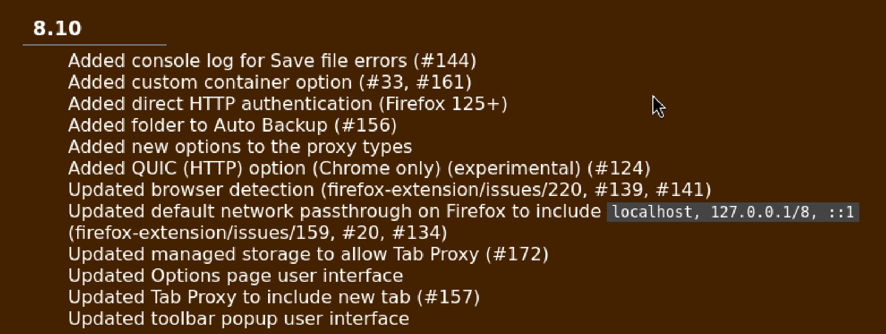 8.10
Added console log for Save file errors (#144)
Added custom container option (#33, #161)
Added direct HTTP authentication (Firefox 125+)
Added folder to Auto Backup (#156)
Added new options to the proxy types
Added QUIC (HTTP) option (Chrome only) (experimental) (#124)
Updated browser detection (firefox-extension/issues/220, #139, #141)
Updated default network passthrough on Firefox to include localhost, 127.0.0.1/8, ::1
(firefox-extension/issues/159, #20, #134)
Updated managed storage to allow Tab Proxy (#172)
Updated Options page user interface
Updated Tab Proxy to include new tab (#157)
Updated toolbar popup user interface